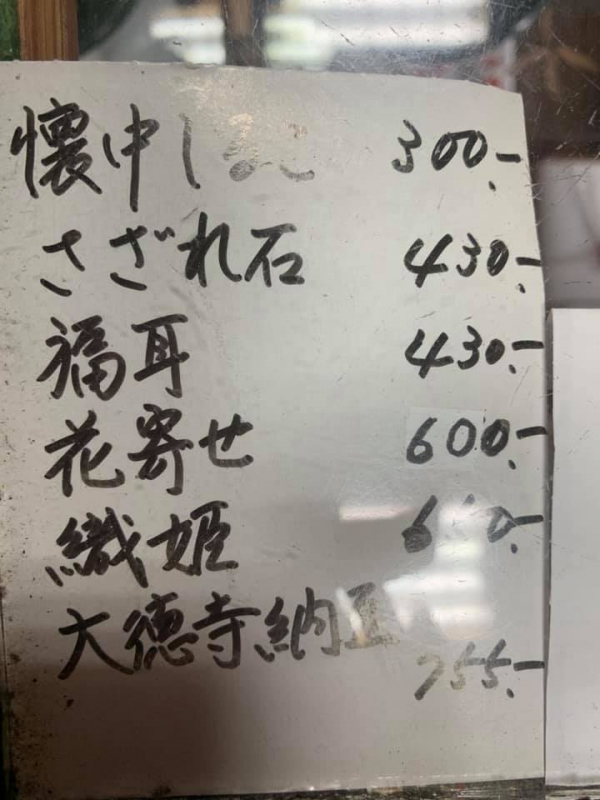 懐中し 300.-
さざれ石 430.-
福耳 430.-
花寄せ 600.-
織姫
大徳寺納豆 755.-